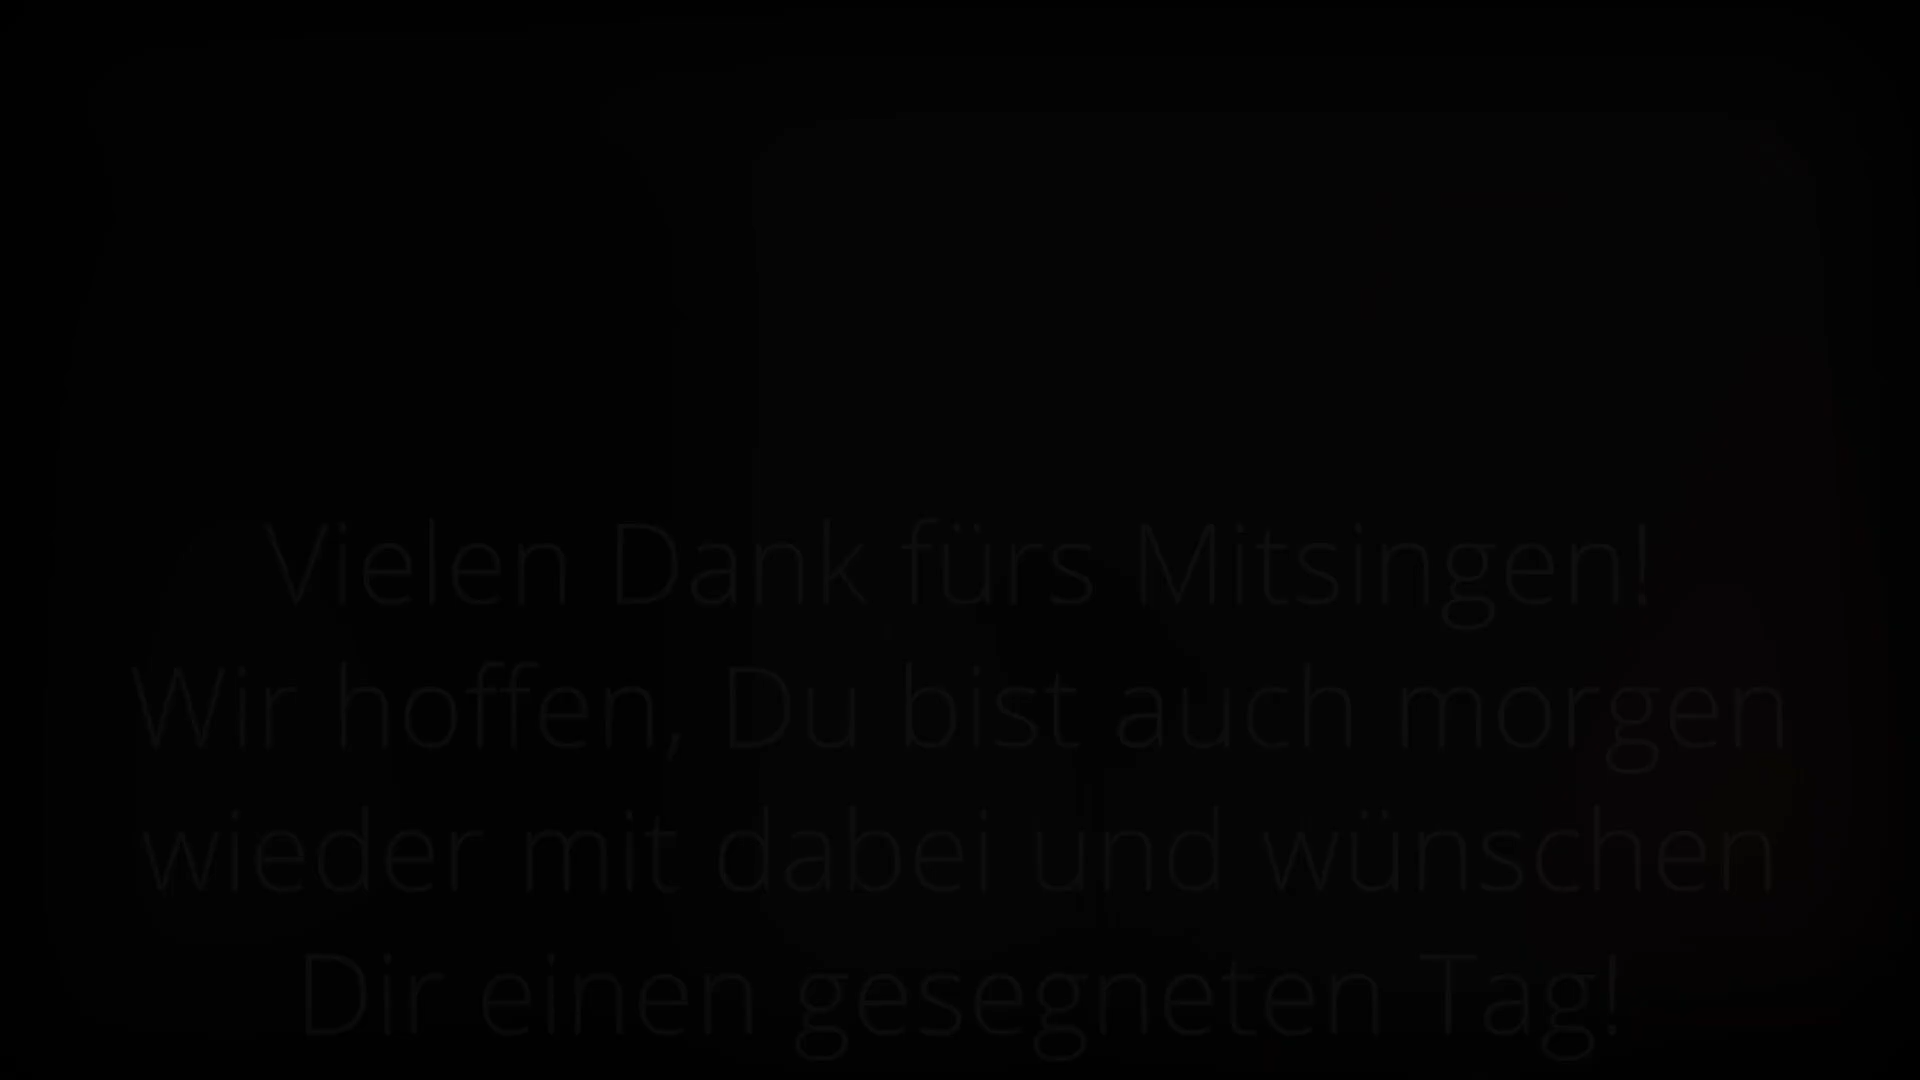 Vielen Dank fürs Mitsingen!
Wir hoffen, Du bist auch morgen
wieder mit dabei und wünschen
Dir einen gesegneten Tag!